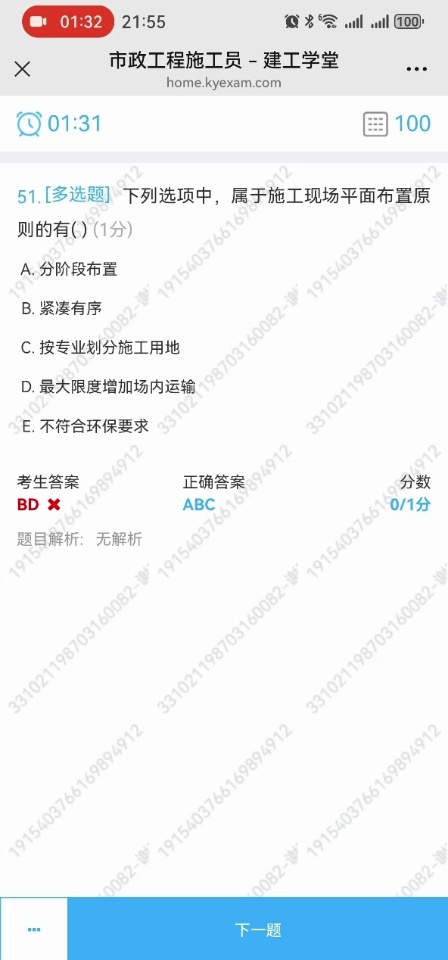 01:32 21:55 100
市政工程施工员 – 建工学堂
home.kyexam.com
01:31 100
51.[多选题] 下列选项中，属于施工现场平面布置原
则的有( ) (1分)
A. 分阶段布置
B. 紧凑有序
C. 按专业划分施工用地
D. 最大限度增加场内运输
E. 不符合环保要求
考生答案 正确答案 分数
BD ABC 0/1分
题目解析: 无解析
191540376616989​4912
331021198703160082-谢
下一题